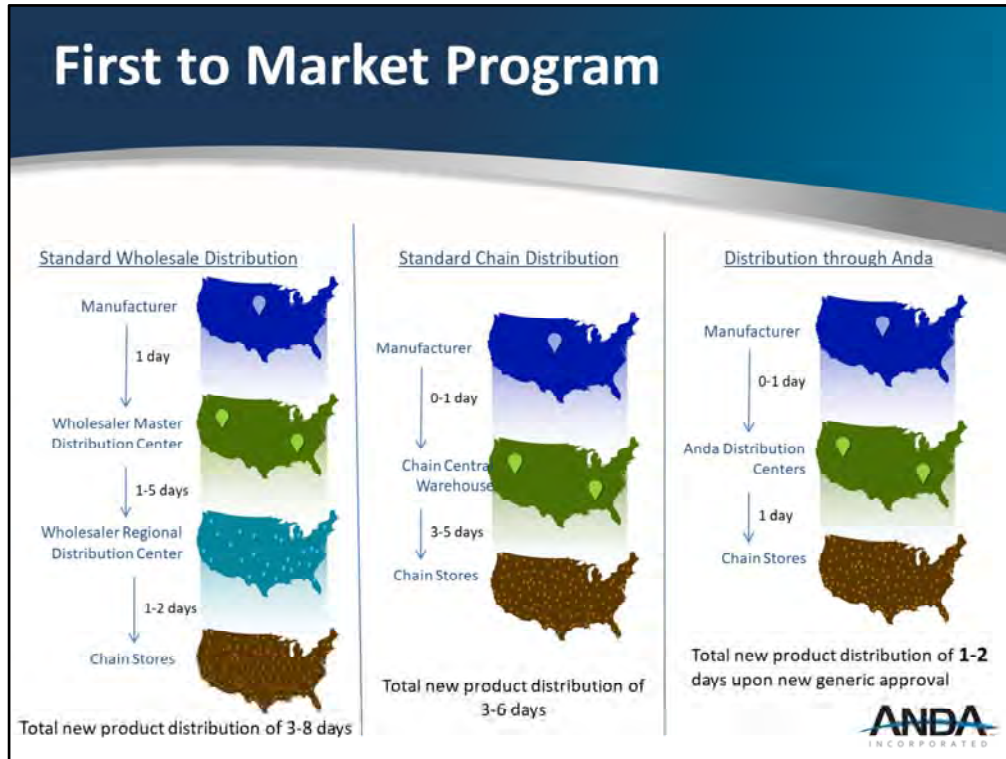 First to Market Program
Standard Wholesale Distribution
Manufacturer
1 day
Wholesaler Master
Distribution Center
1-5 days
Wholesaler Regional
Distribution Center
1-2 days
Chain Stores
Total new product distribution of 3-8 days
Standard Chain Distribution
Manufacturer
0-1 day
Chain Central
Warehouse
3-5 days
Chain Stores
Total new product distribution of
3-6 days
Distribution through Anda
Manufacturer
0-1 day
Anda Distribution
Centers
1 day
Chain Stores
Total new product distribution of 1-2
days upon new generic approval
ANDA
INCORPORATED